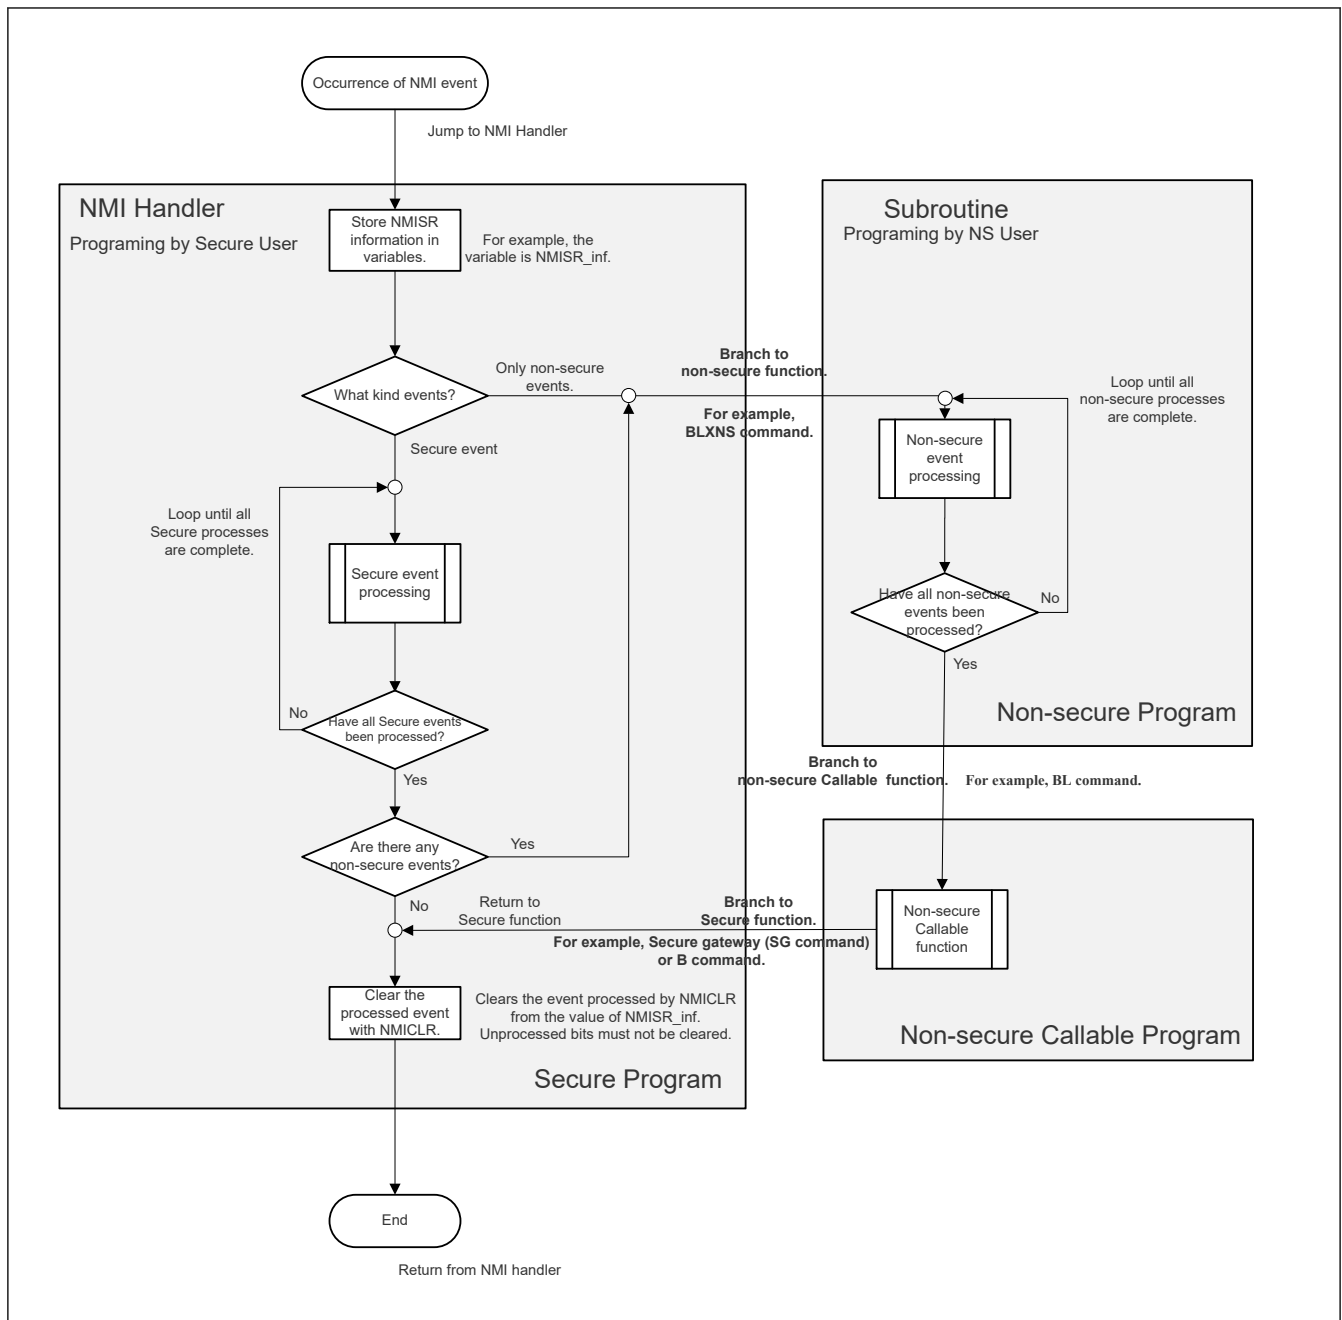 Occurrence of NMI event
Jump to NMI Handler
NMI Handler
Programing by Secure User
Store NMISR
information in
variables.
For example, the
variable is NMISR_inf.
Subroutine
Programing by NS User
What kind events?
Only non-secure
events.
Branch to
non-secure function.
For example,
BLXNS command.
Loop until all
non-secure processes
are complete.
Non-secure
event
processing
Secure event
Loop until all
Secure processes
are complete.
Secure event
processing
Have all non-secure
events been
processed?
No
Yes
Non-secure Program
No
Have all Secure events
been processed?
Yes
Branch to
non-secure Callable function.
For example, BL command.
Are there any
non-secure events?
Yes
No
Return to
Secure function
Branch to
Secure function.
For example, Secure gateway (SG command)
or B command.
Non-secure
Callable
function
Clear the
processed event
with NMICLR.
Clears the event processed by NMICLR
from the value of NMISR_inf.
Unprocessed bits must not be cleared.
Non-secure Callable Program
Secure Program
End
Return from NMI handler